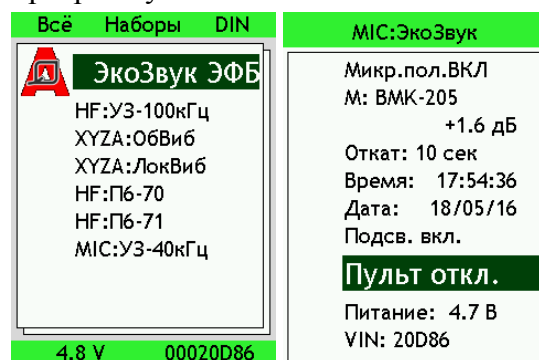 Всё Наборы DIN
ЭкоЗвук ЭФБ
HF:УЗ-100кГц
XYZA:ОбВиб
XYZA:ЛокВиб
HF:П6-70
HF:П6-71
MIC:УЗ-40кГц
4.8 V 00020D86
MIC:ЭкоЗвук
Микр.пол.ВКЛ
М: ВМК-205
+1.6 дБ
Откат: 10 сек
Время: 17:54:36
Дата: 18/05/16
Подсв. вкл.
Пульт откл.
Питание: 4.7 В
VIN: 20D86